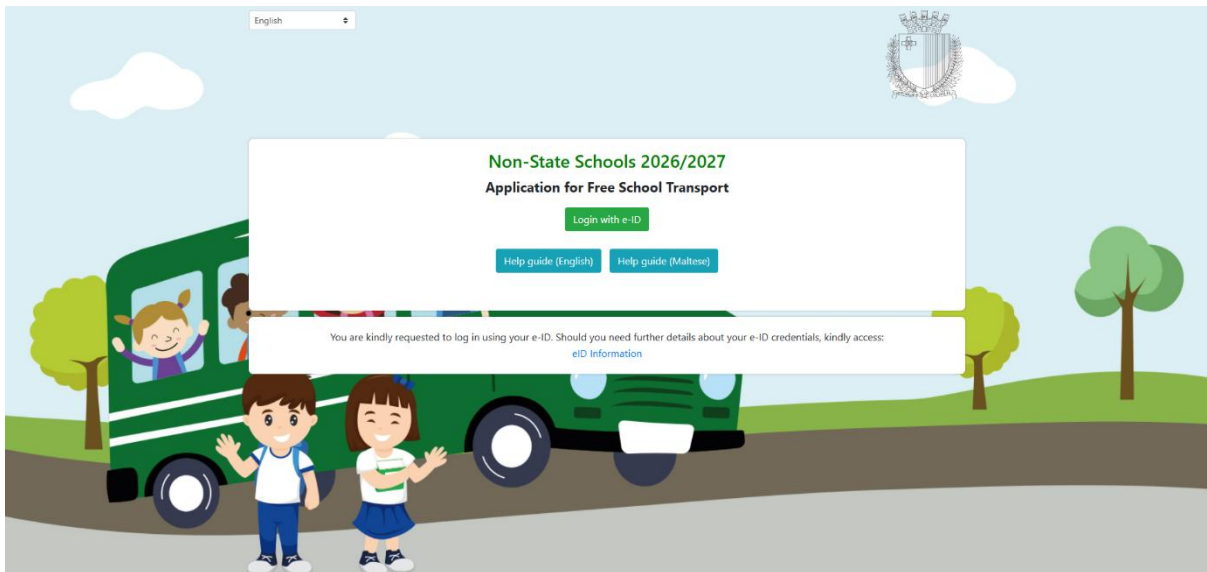 English
Non-State Schools 2026/2027
Application for Free School Transport
Login with e-ID
Help guide (English)
Help guide (Maltese)
You are kindly requested to log in using your e-ID. Should you need further details about your e-ID credentials, kindly access:
eID Information